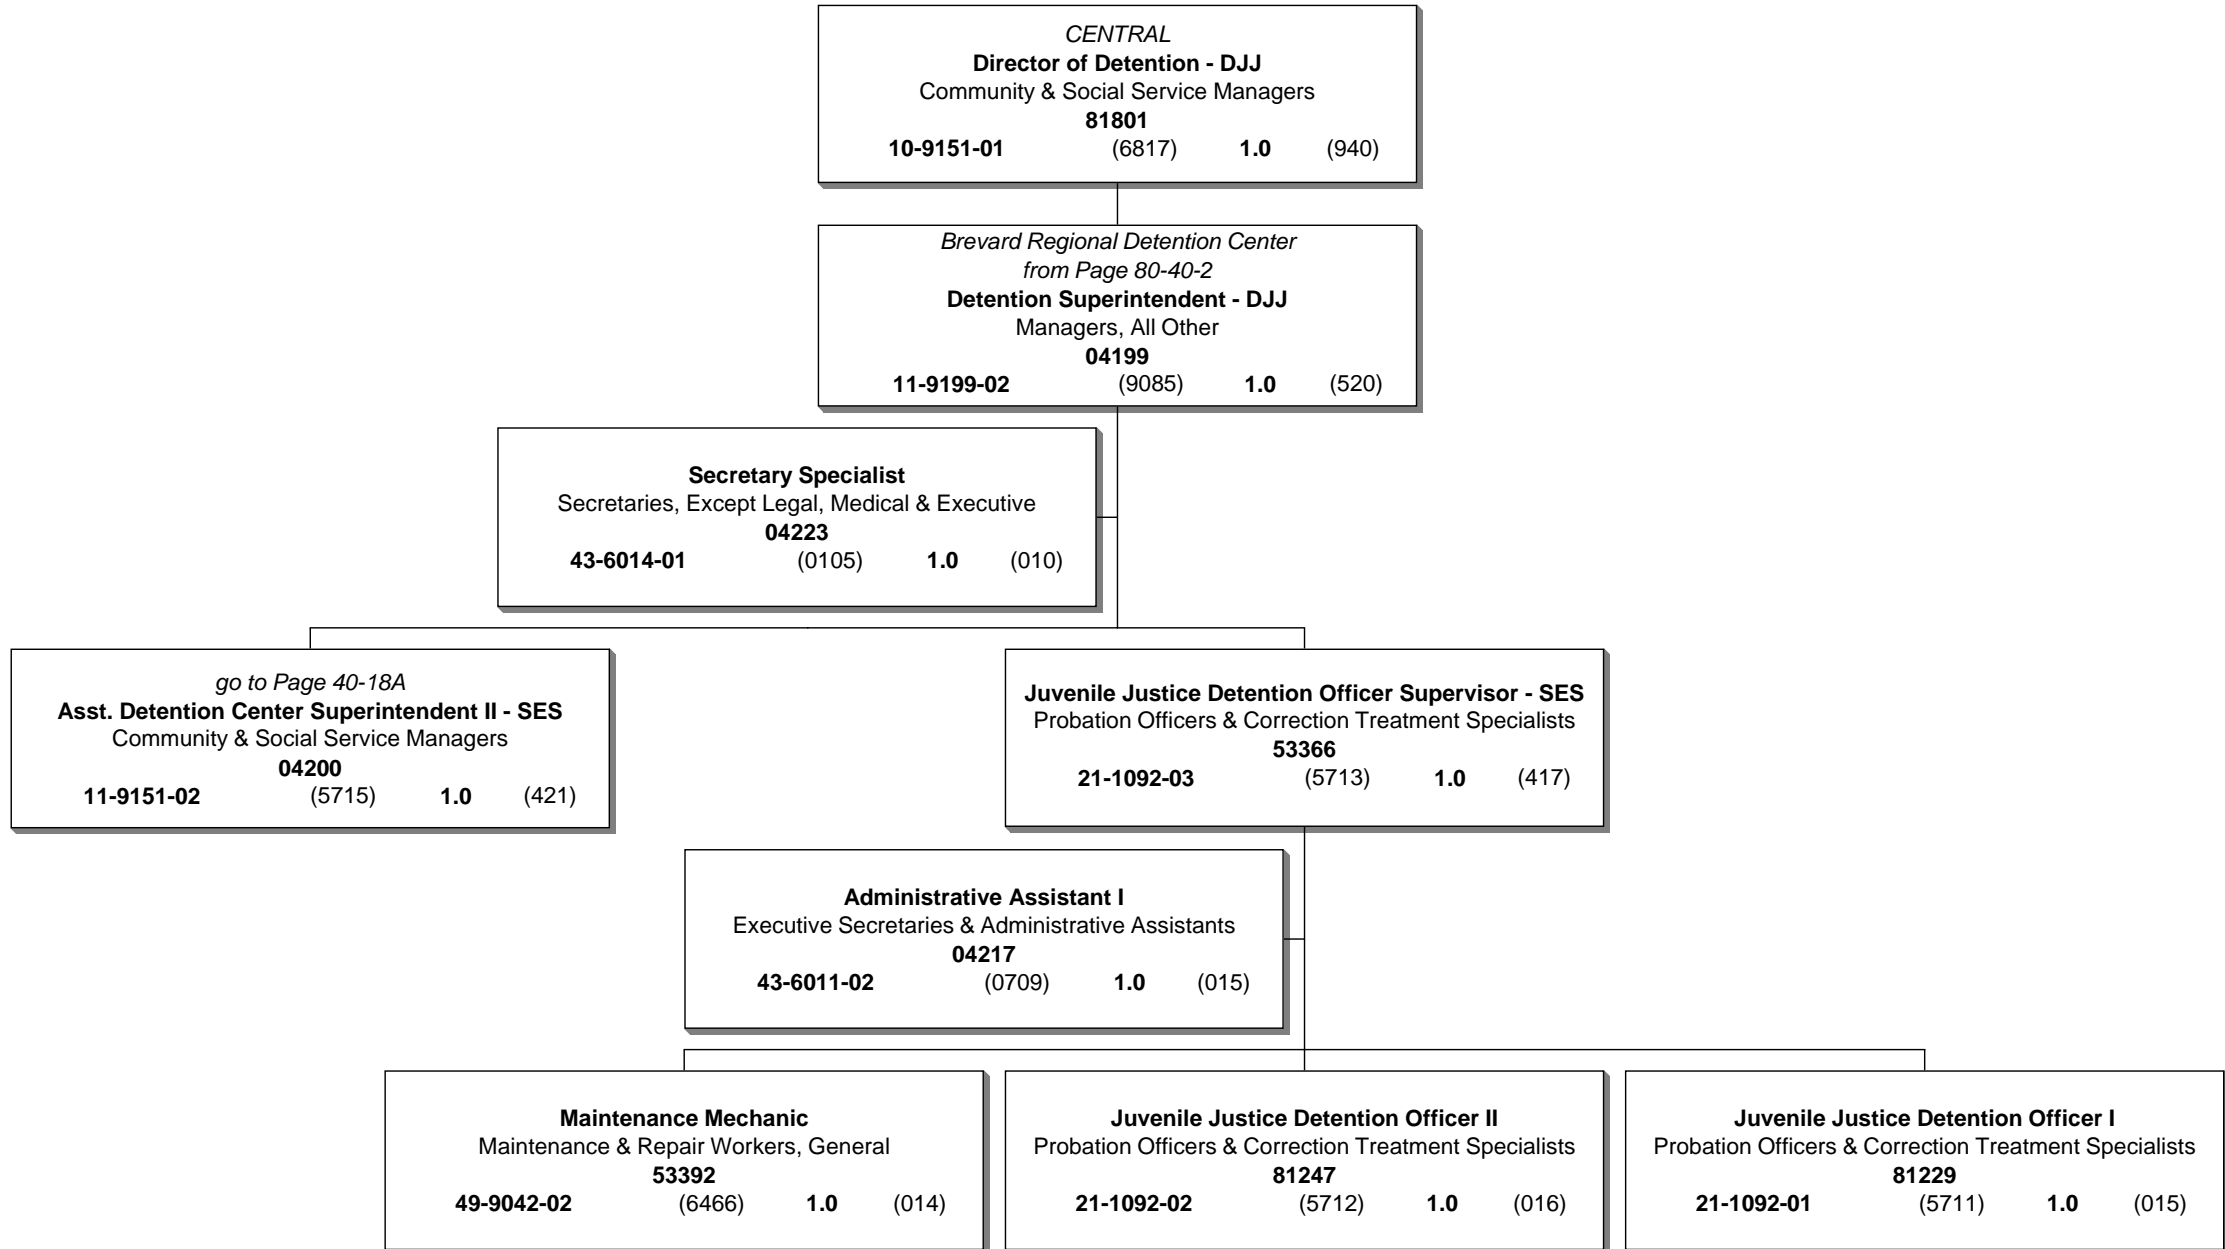 CENTRAL
Director of Detention - DJJ
Community & Social Service Managers
81801
10-9151-01 (6817) 1.0 (940)
Brevard Regional Detention Center
from Page 80-40-2
Detention Superintendent - DJJ
Managers, All Other
04199
11-9199-02 (9085) 1.0 (520)
Secretary Specialist
Secretaries, Except Legal, Medical & Executive
04223
43-6014-01 (0105) 1.0 (010)
go to Page 40-18A
Asst. Detention Center Superintendent II - SES
Community & Social Service Managers
04200
11-9151-02 (5715) 1.0 (421)
Juvenile Justice Detention Officer Supervisor - SES
Probation Officers & Correction Treatment Specialists
53366
21-1092-03 (5713) 1.0 (417)
Administrative Assistant I
Executive Secretaries & Administrative Assistants
04217
43-6011-02 (0709) 1.0 (015)
Maintenance Mechanic
Maintenance & Repair Workers, General
53392
49-9042-02 (6466) 1.0 (014)
Juvenile Justice Detention Officer II
Probation Officers & Correction Treatment Specialists
81247
21-1092-02 (5712) 1.0 (016)
Juvenile Justice Detention Officer I
Probation Officers & Correction Treatment Specialists
81229
21-1092-01 (5711) 1.0 (015)